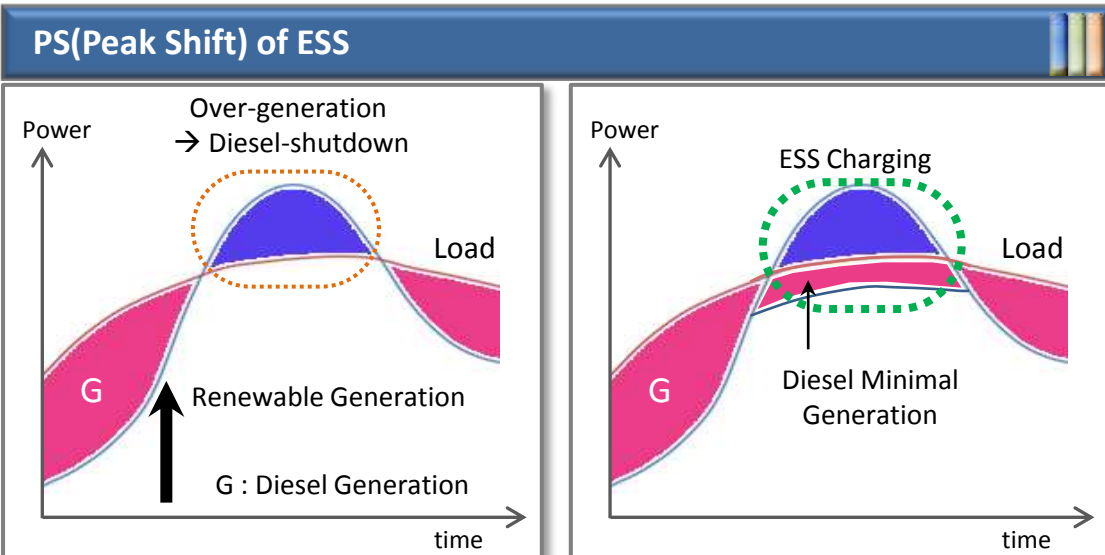 PS(Peak Shift) of ESS
Over-generation
→ Diesel-shutdown
Power
Load
G
Renewable Generation
G : Diesel Generation
time
Power
ESS Charging
Load
G
Diesel Minimal
Generation
time